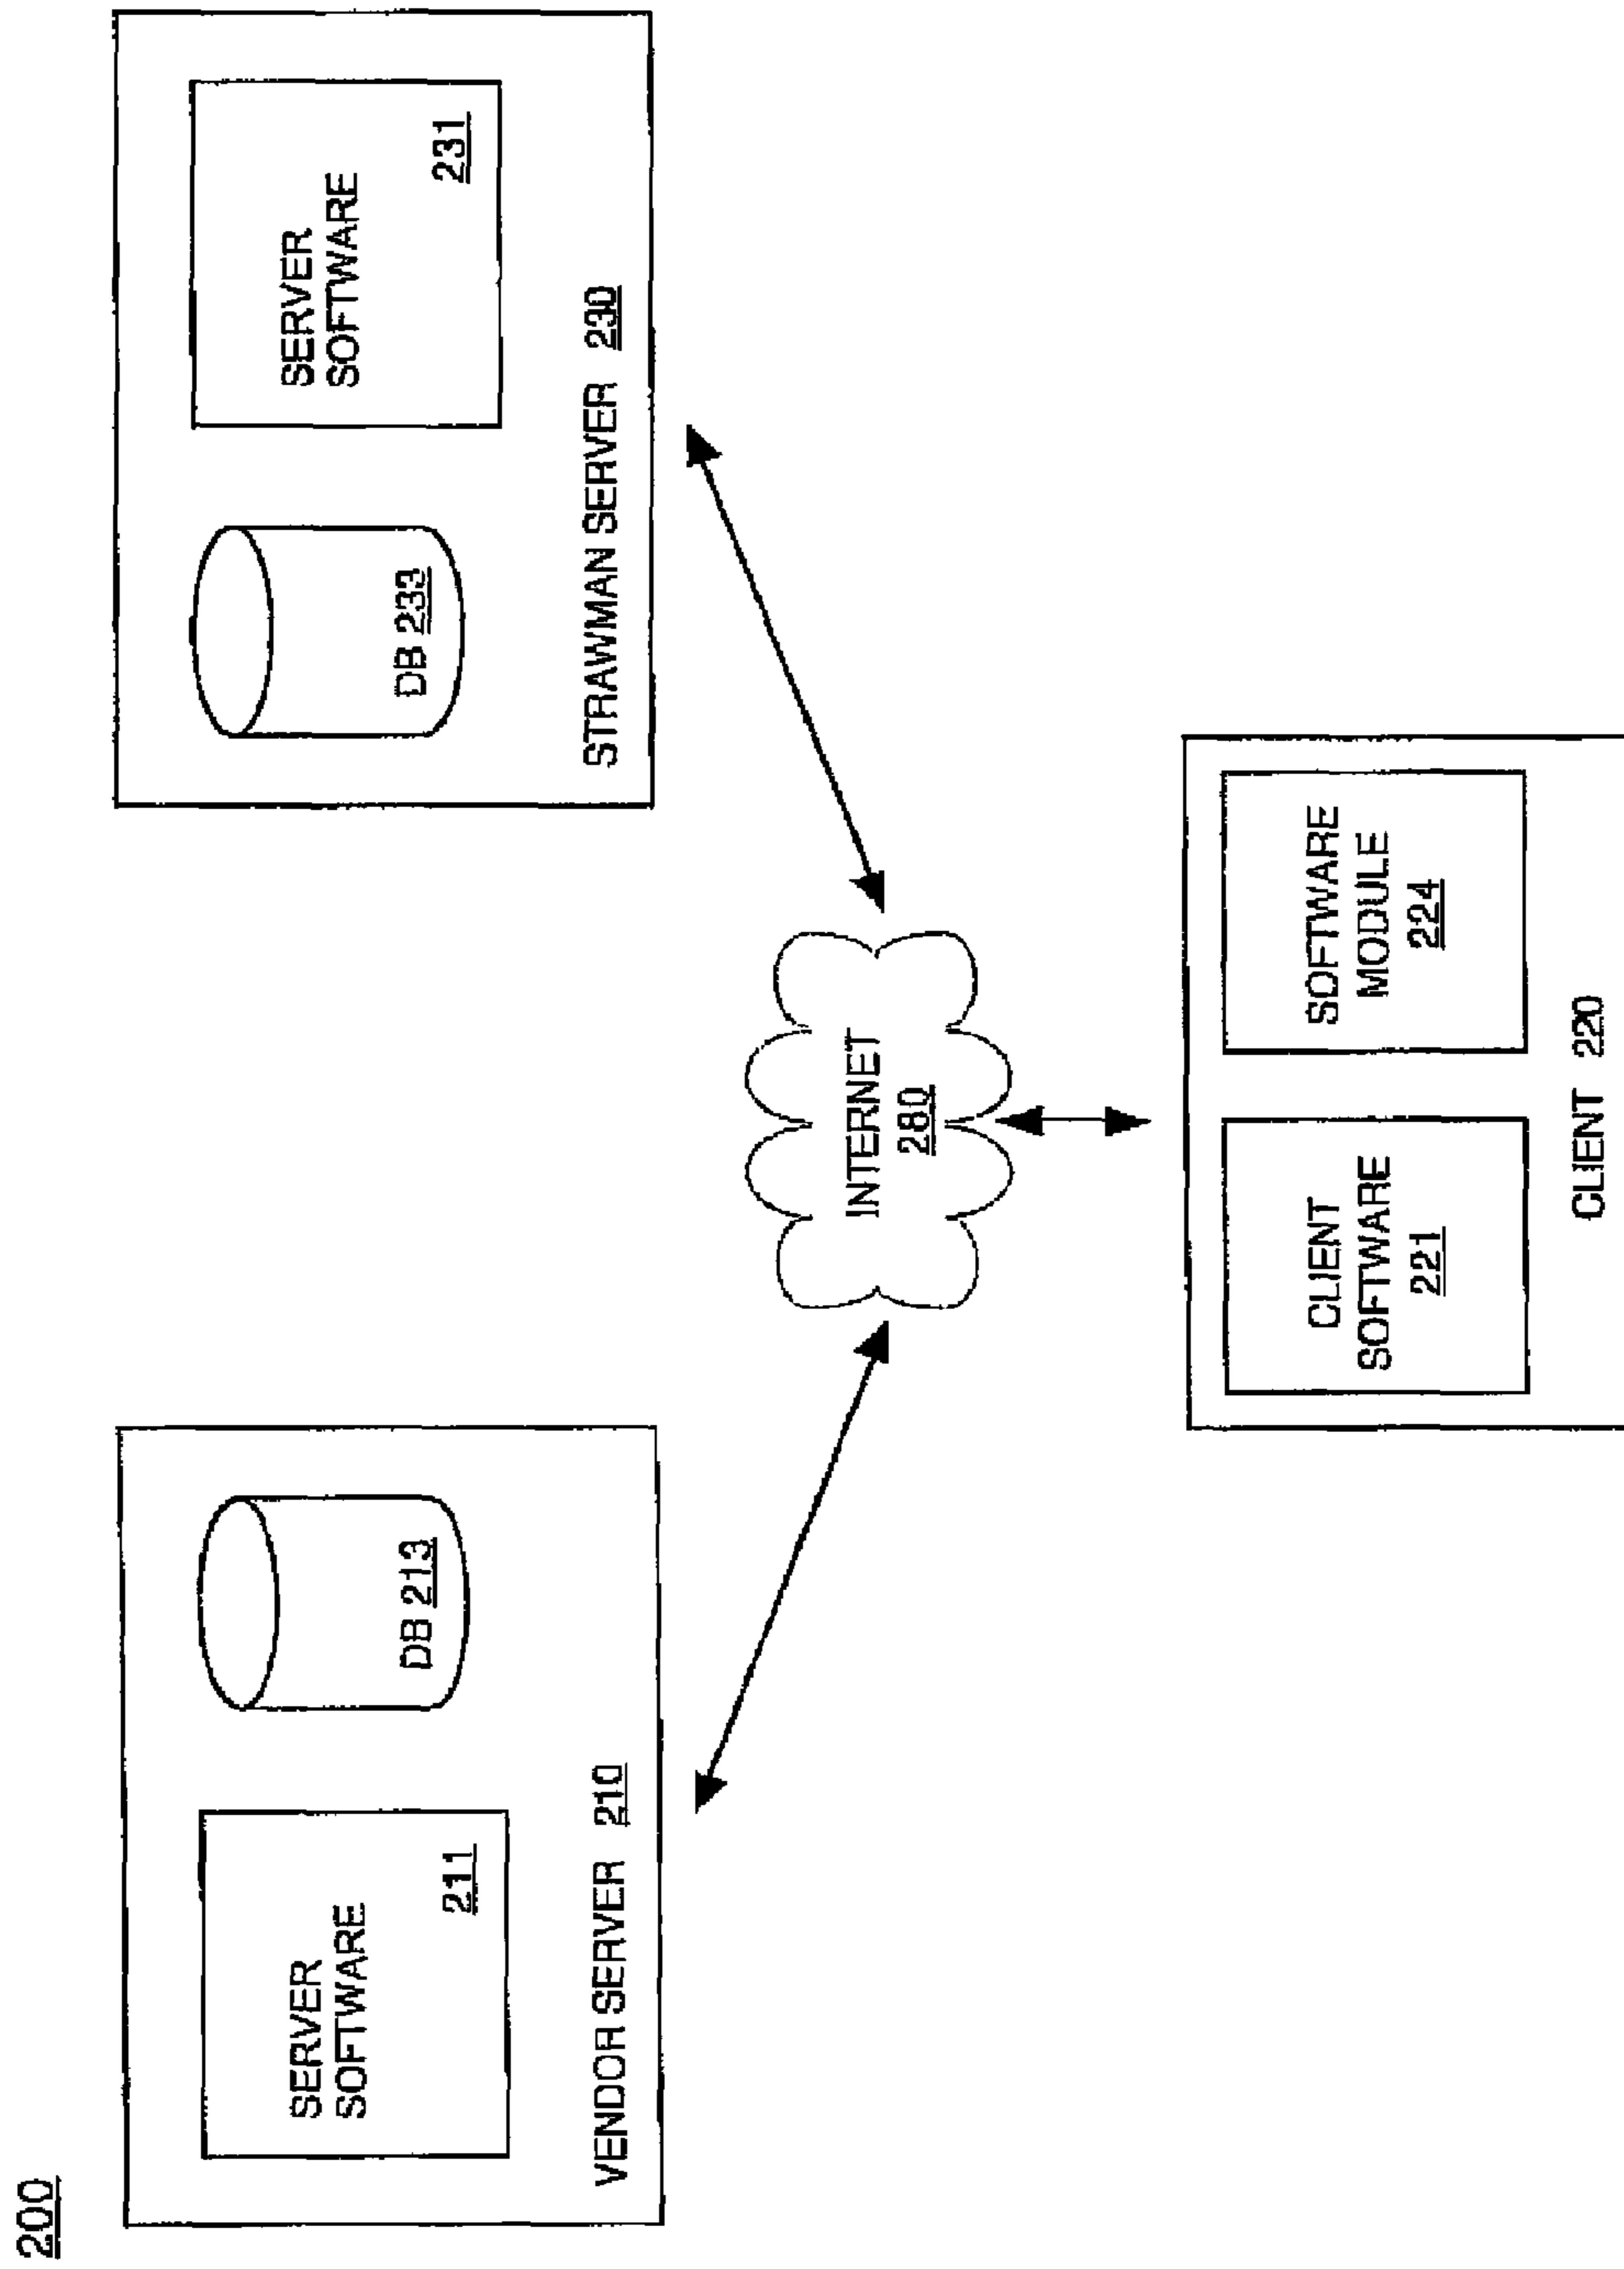 200
SERVER
SOFTWARE
211
DB 213
VENDOR SERVER 210
DB 233
SERVER
SOFTWARE
231
STRAWMAN SERVER 230
INTERNET
280
CLIENT
SOFTWARE
221
SOFTWARE
MODULE
224
CLIENT 220